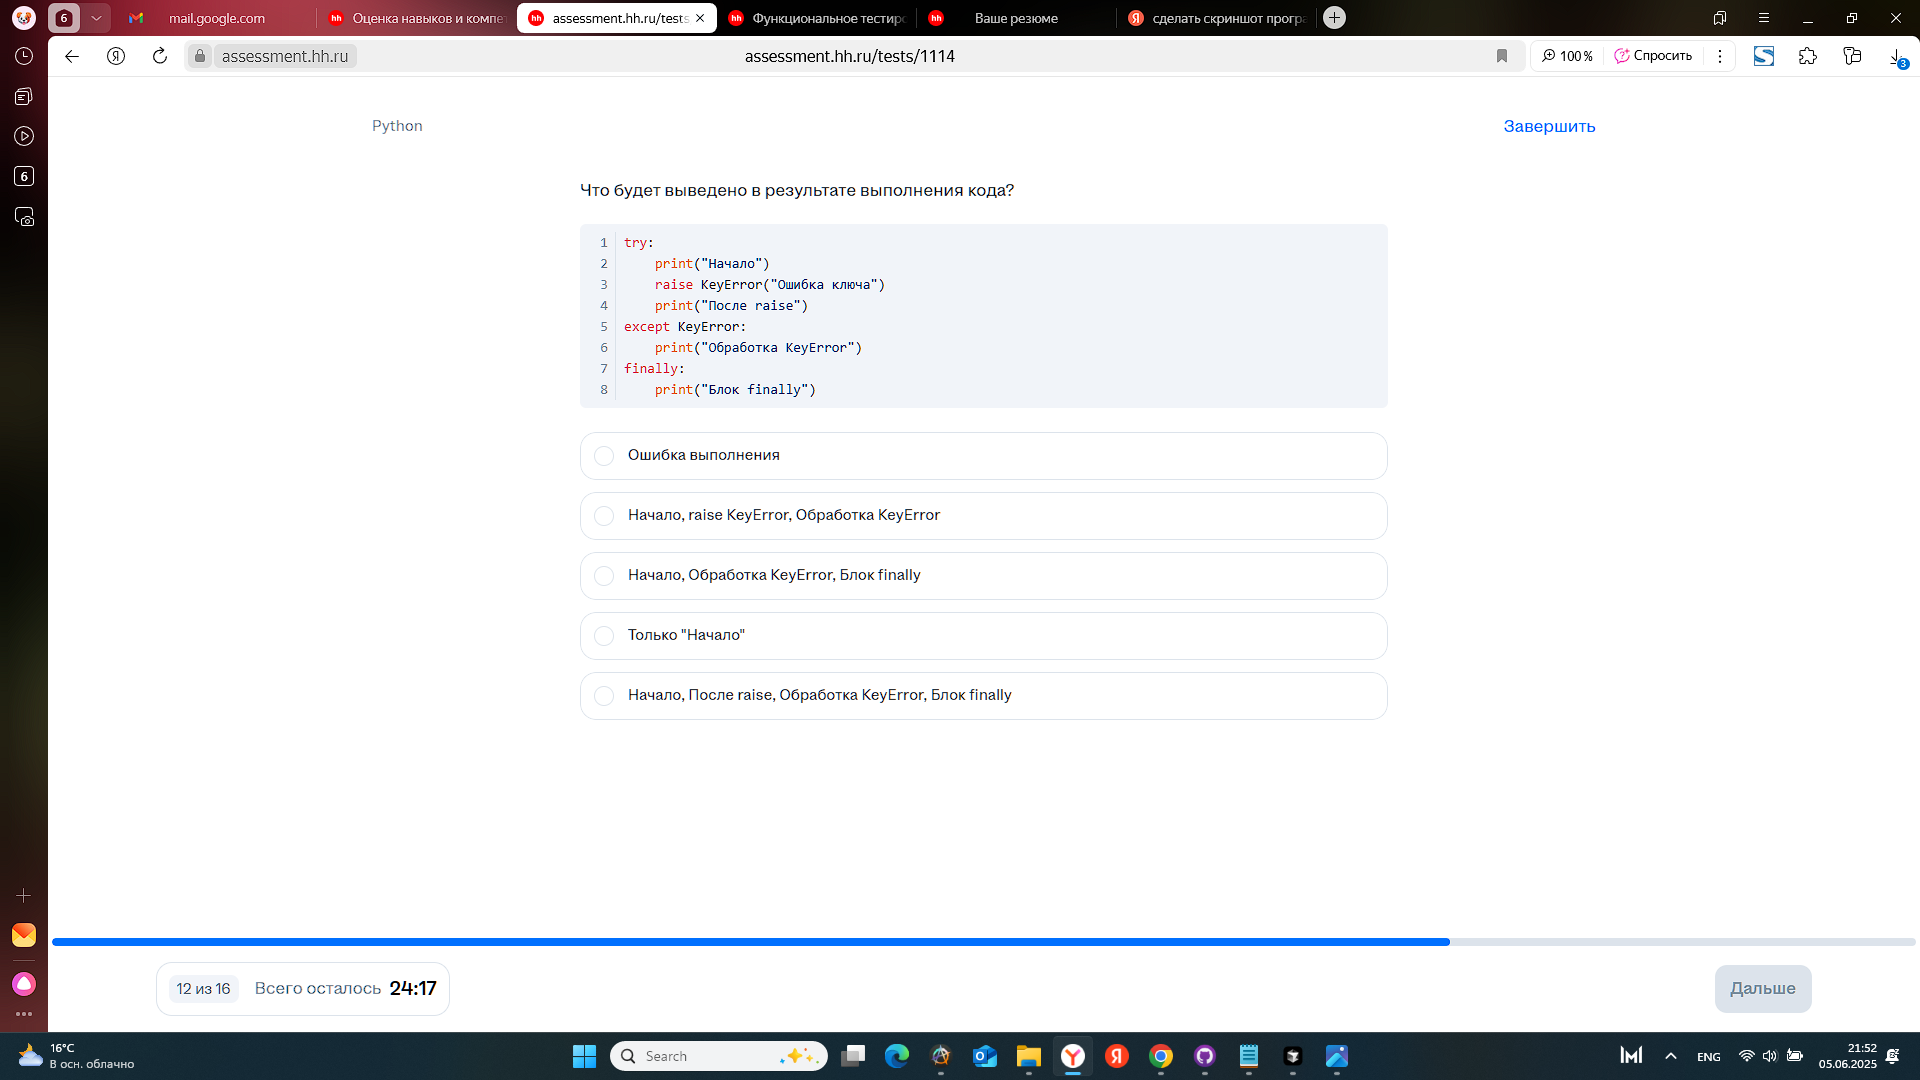 6
mail.google.com
Оценка навыков и компет
assessment.hh.ru/tests
Функциональное тестиро
Ваше резюме
сделать скриншот програ
assessment.hh.ru
assessment.hh.ru/tests/1114
100 %
Спросить
3
6
Python
Завершить
Что будет выведено в результате выполнения кода?
1 try:
2 print("Начало")
3 raise KeyError("Ошибка ключа")
4 print("После raise")
5 except KeyError:
6 print("Обработка KeyError")
7 finally:
8 print("Блок finally")
Ошибка выполнения
Начало, raise KeyError, Обработка KeyError
Начало, Обработка KeyError, Блок finally
Только "Начало"
Начало, После raise, Обработка KeyError, Блок finally
12 из 16
Всего осталось 24:17
Дальше
16°C
В осн. облачно
Search
ENG
21:52
05.06.2025